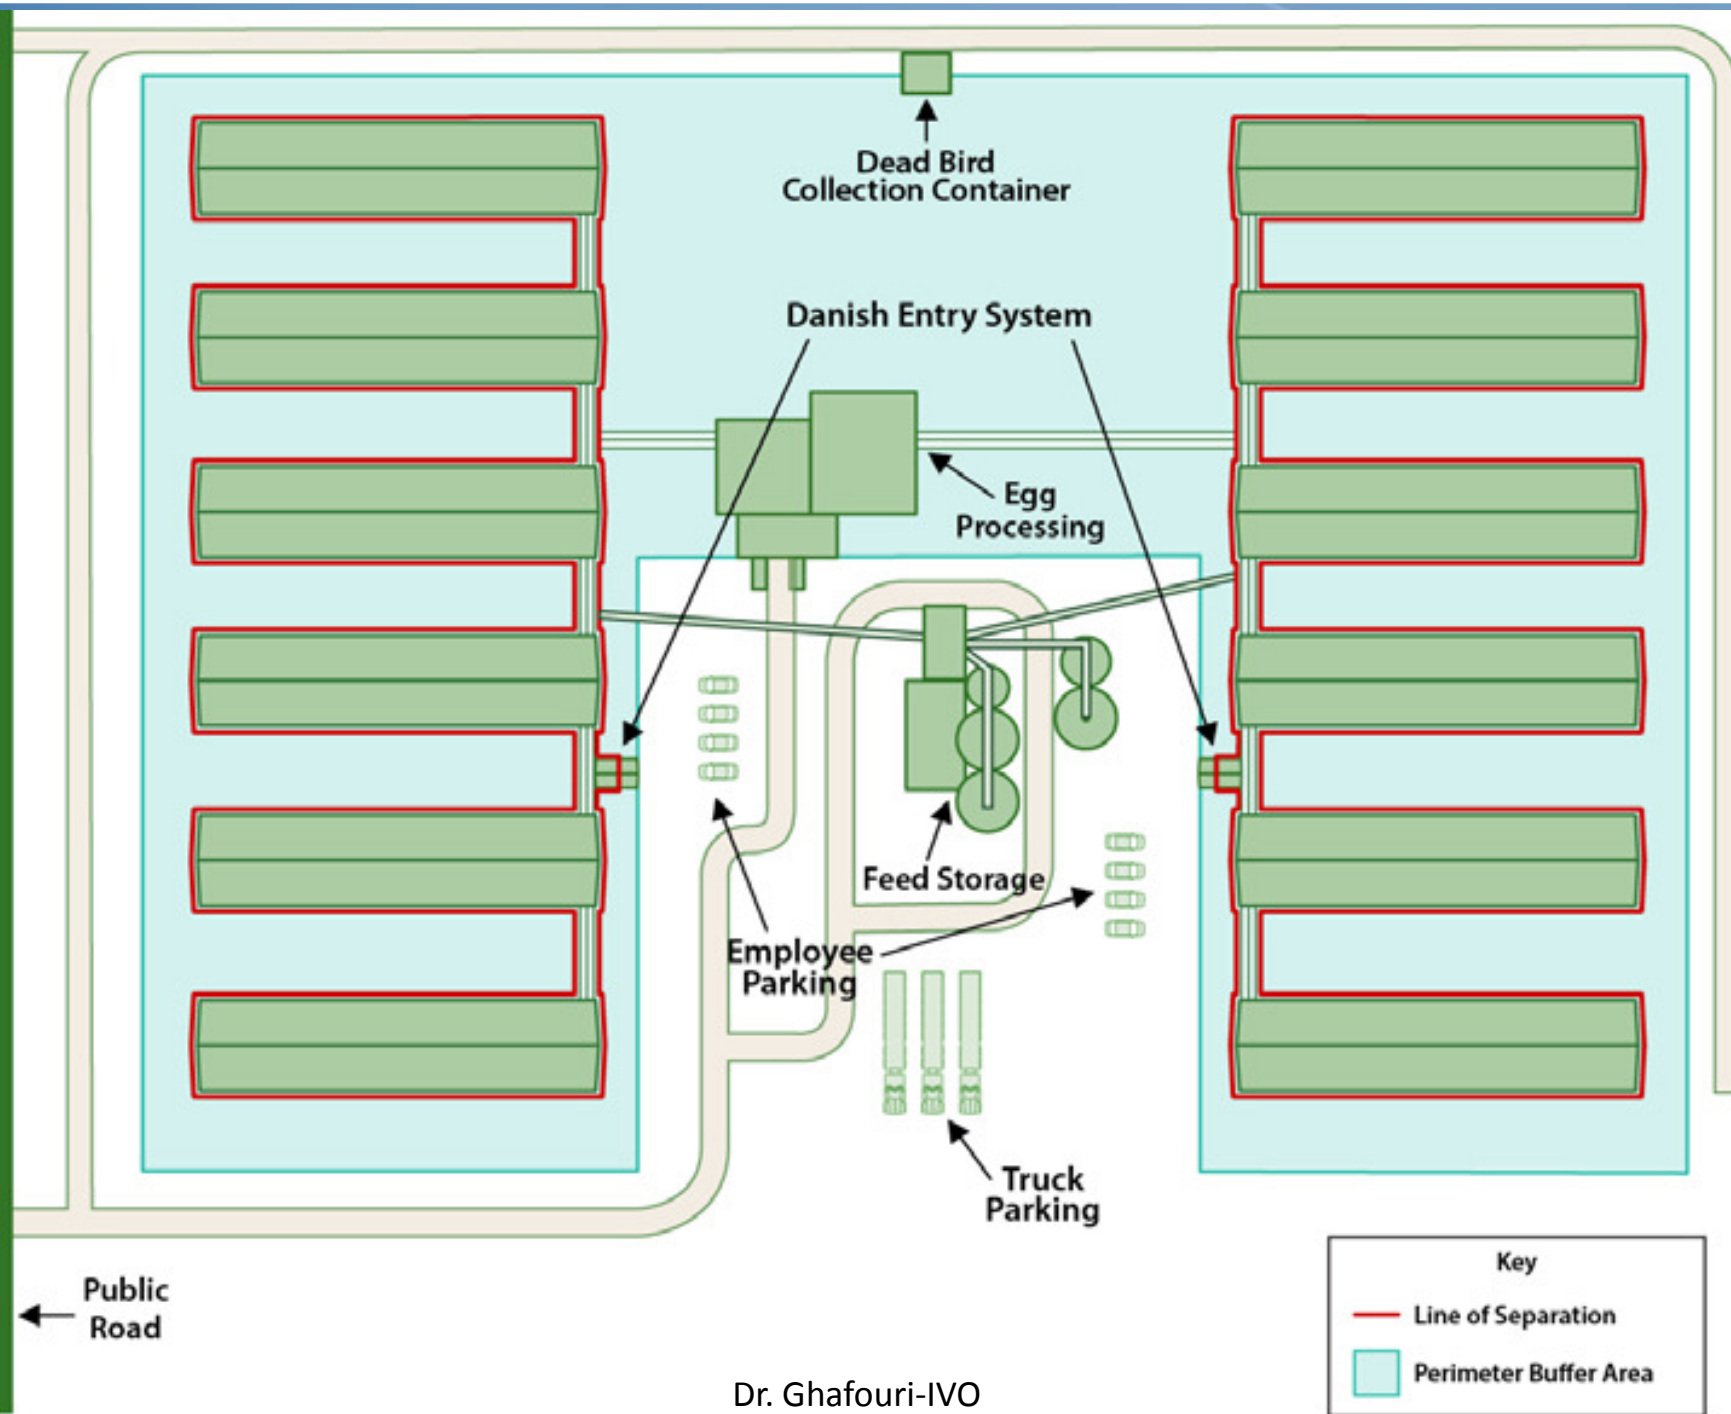 Dead Bird
Collection Container
Danish Entry System
Egg
Processing
Feed Storage
Employee
Parking
Truck
Parking
Public
Road
Key
Line of Separation
Perimeter Buffer Area
Dr. Ghafouri-IVO